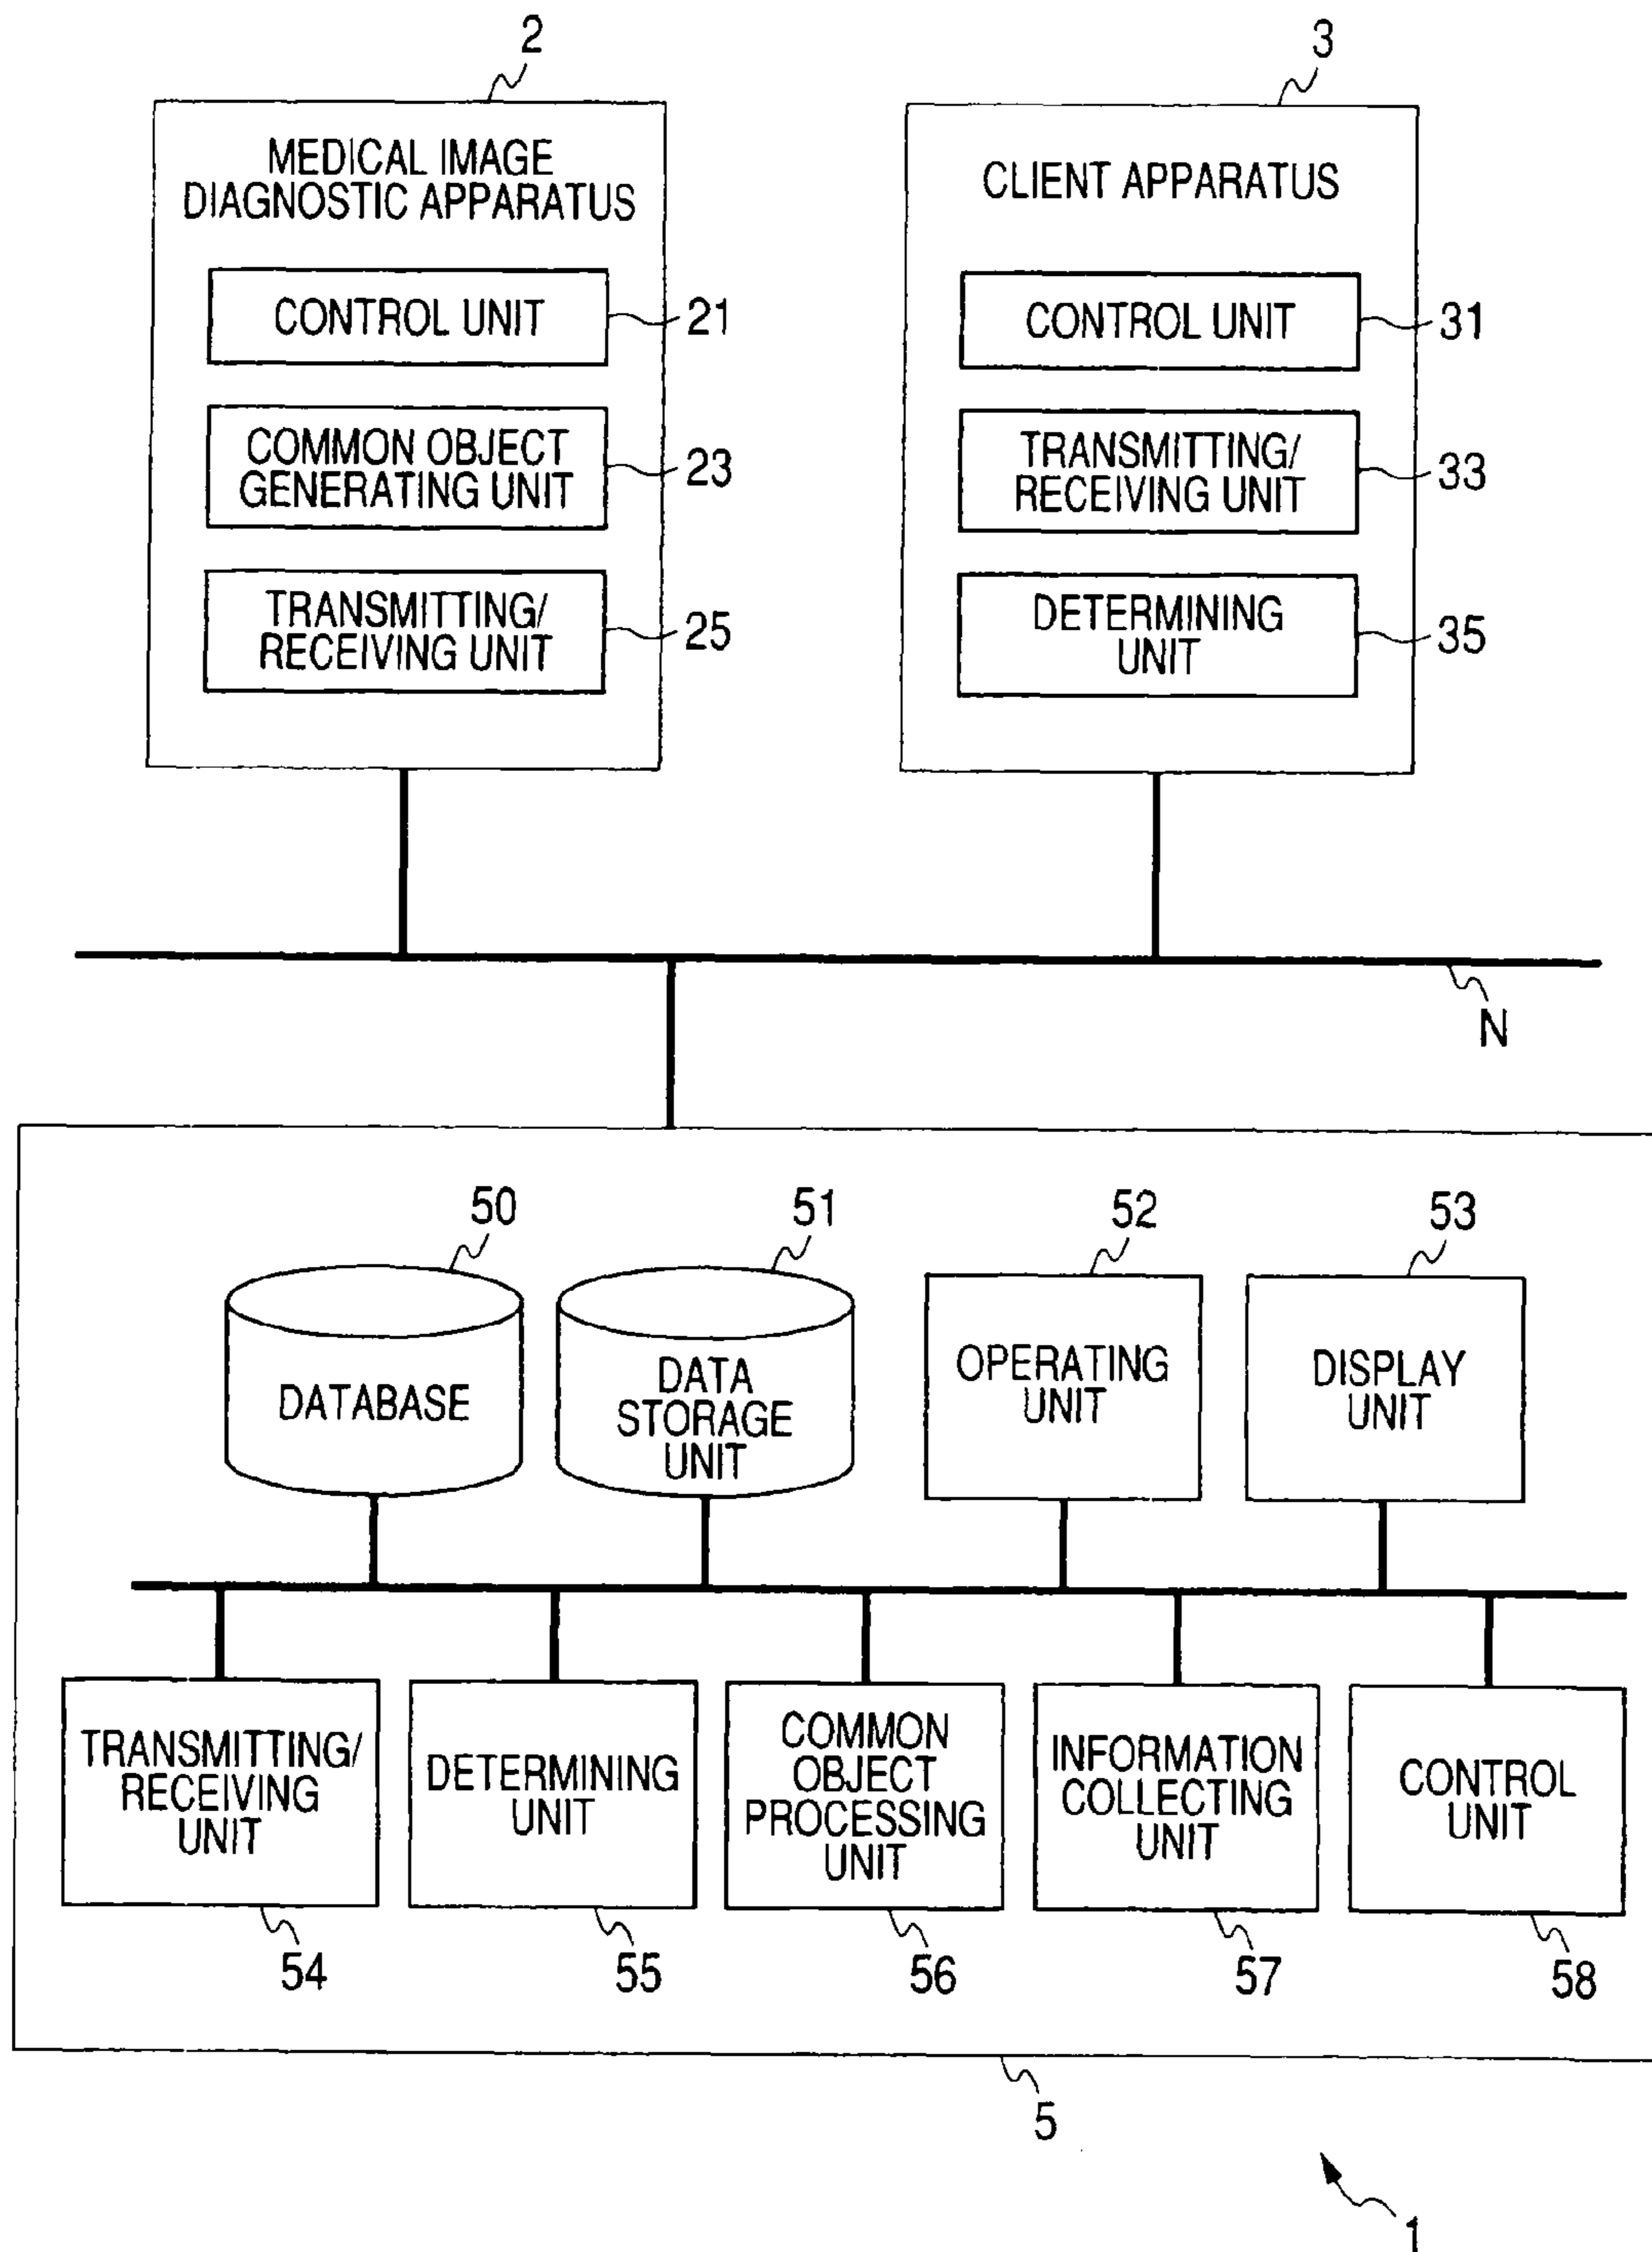 2
3
MEDICAL IMAGE
DIAGNOSTIC APPARATUS
CONTROL UNIT
21
COMMON OBJECT
GENERATING UNIT
23
TRANSMITTING/
RECEIVING UNIT
25
CLIENT APPARATUS
CONTROL UNIT
31
TRANSMITTING/
RECEIVING UNIT
33
DETERMINING
UNIT
35
N
50
51
52
53
DATABASE
DATA
STORAGE
UNIT
OPERATING
UNIT
DISPLAY
UNIT
TRANSMITTING/
RECEIVING
UNIT
DETERMINING
UNIT
COMMON
OBJECT
PROCESSING
UNIT
INFORMATION
COLLECTING
UNIT
CONTROL
UNIT
54
55
56
57
58
5
1